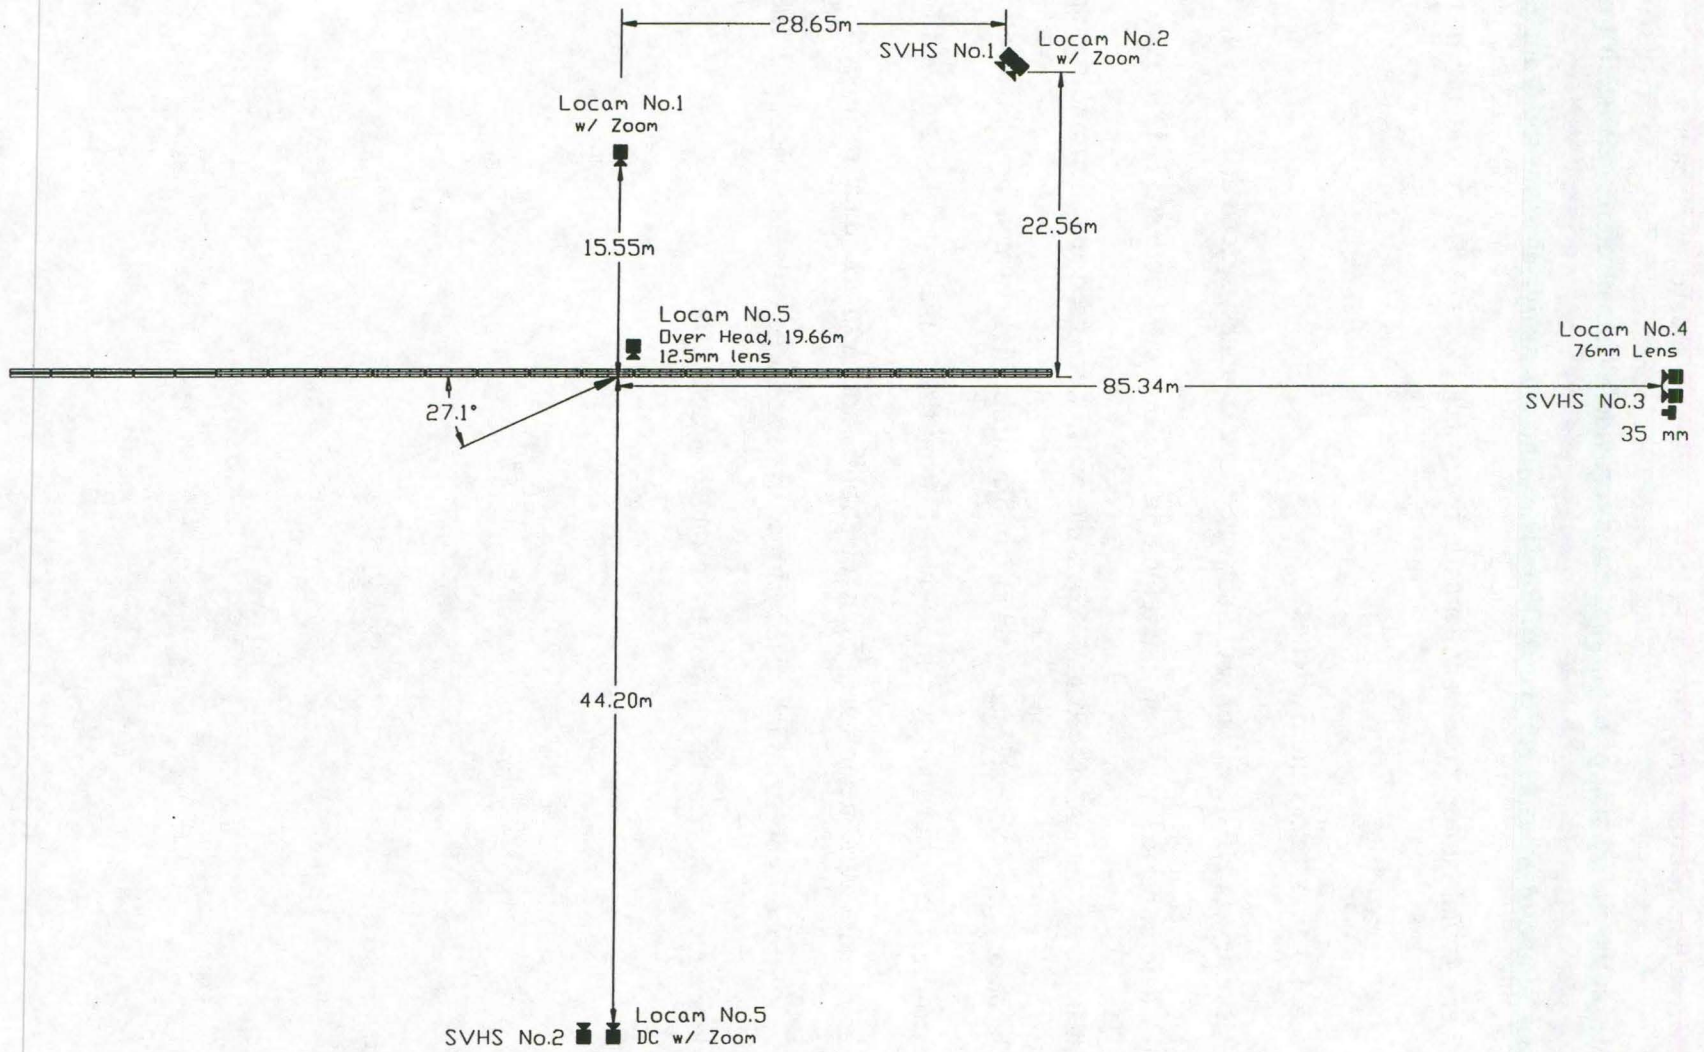 28.65m
SVHS No.1
Locam No.2
w/ Zoom
Locam No.1
w/ Zoom
22.56m
15.55m
Locam No.5
Over Head, 19.66m
12.5mm lens
Locam No.4
76mm Lens
85.34m
SVHS No.3
27.1°
35 mm
44.20m
Locam No.5
SVHS No.2
DC w/ Zoom